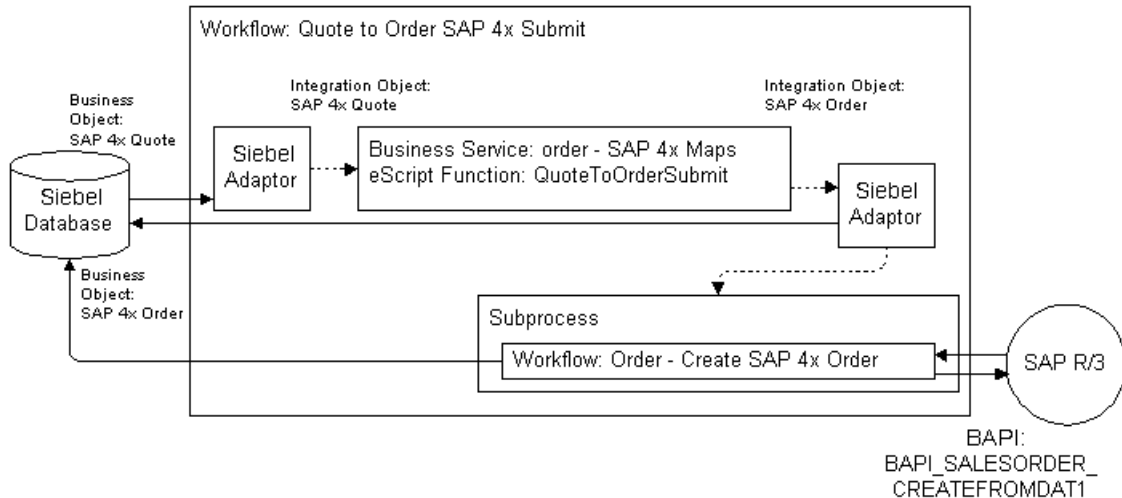 Workflow: Quote to Order SAP 4x Submit
Integration Object:
SAP 4x Quote
Integration Object:
SAP 4x Order
Business
Object:
SAP 4x Quote
Siebel
Adaptor
Business Service: order - SAP 4x Maps
eScript Function: QuoteToOrderSubmit
Siebel
Adaptor
Siebel
Database
Business
Object:
SAP 4x Order
Subprocess
Workflow: Order - Create SAP 4x Order
SAP R/3
BAPI:
BAPI_SALESORDER_
CREATEFROMDAT1